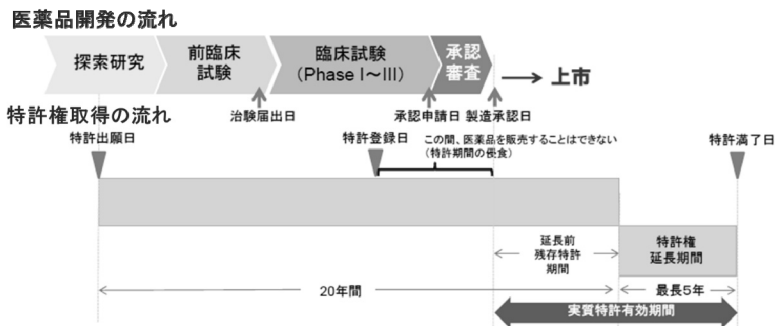 医薬品開発の流れ
探索研究
前臨床
試験
臨床試験
(Phase I～III)
承認
審査
上市
特許権取得の流れ
治験届出日
承認申請日
製造承認日
特許出願日
特許登録日
この間、医薬品を販売することはできない
(特許期間の侵食)
特許満了日
延長前
残存特許
期間
特許権
延長期間
20年間
最長5年
実質特許有効期間